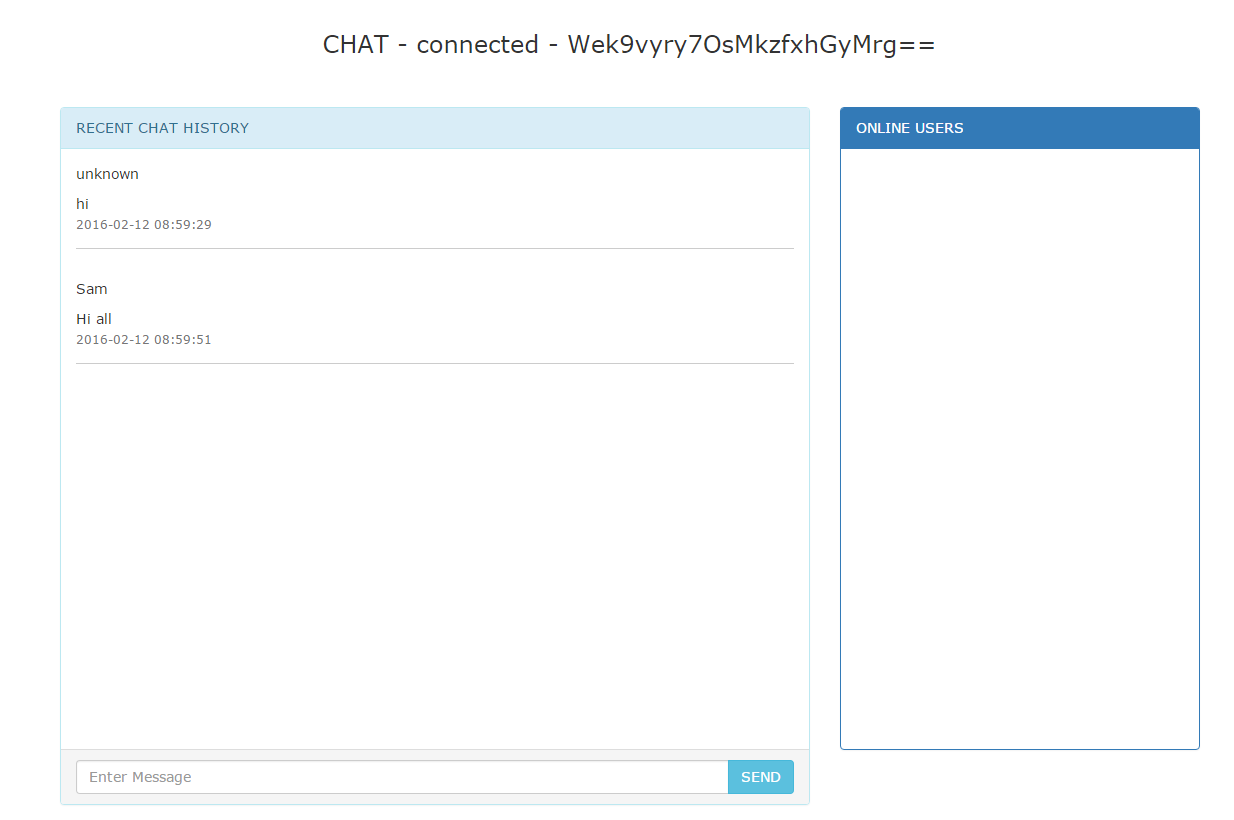 CHAT - connected - Wek9vyry7OsMkzfxhGyMrg==
RECENT CHAT HISTORY
unknown
hi
2016-02-12 08:59:29
Sam
Hi all
2016-02-12 08:59:51
Enter Message
SEND
ONLINE USERS